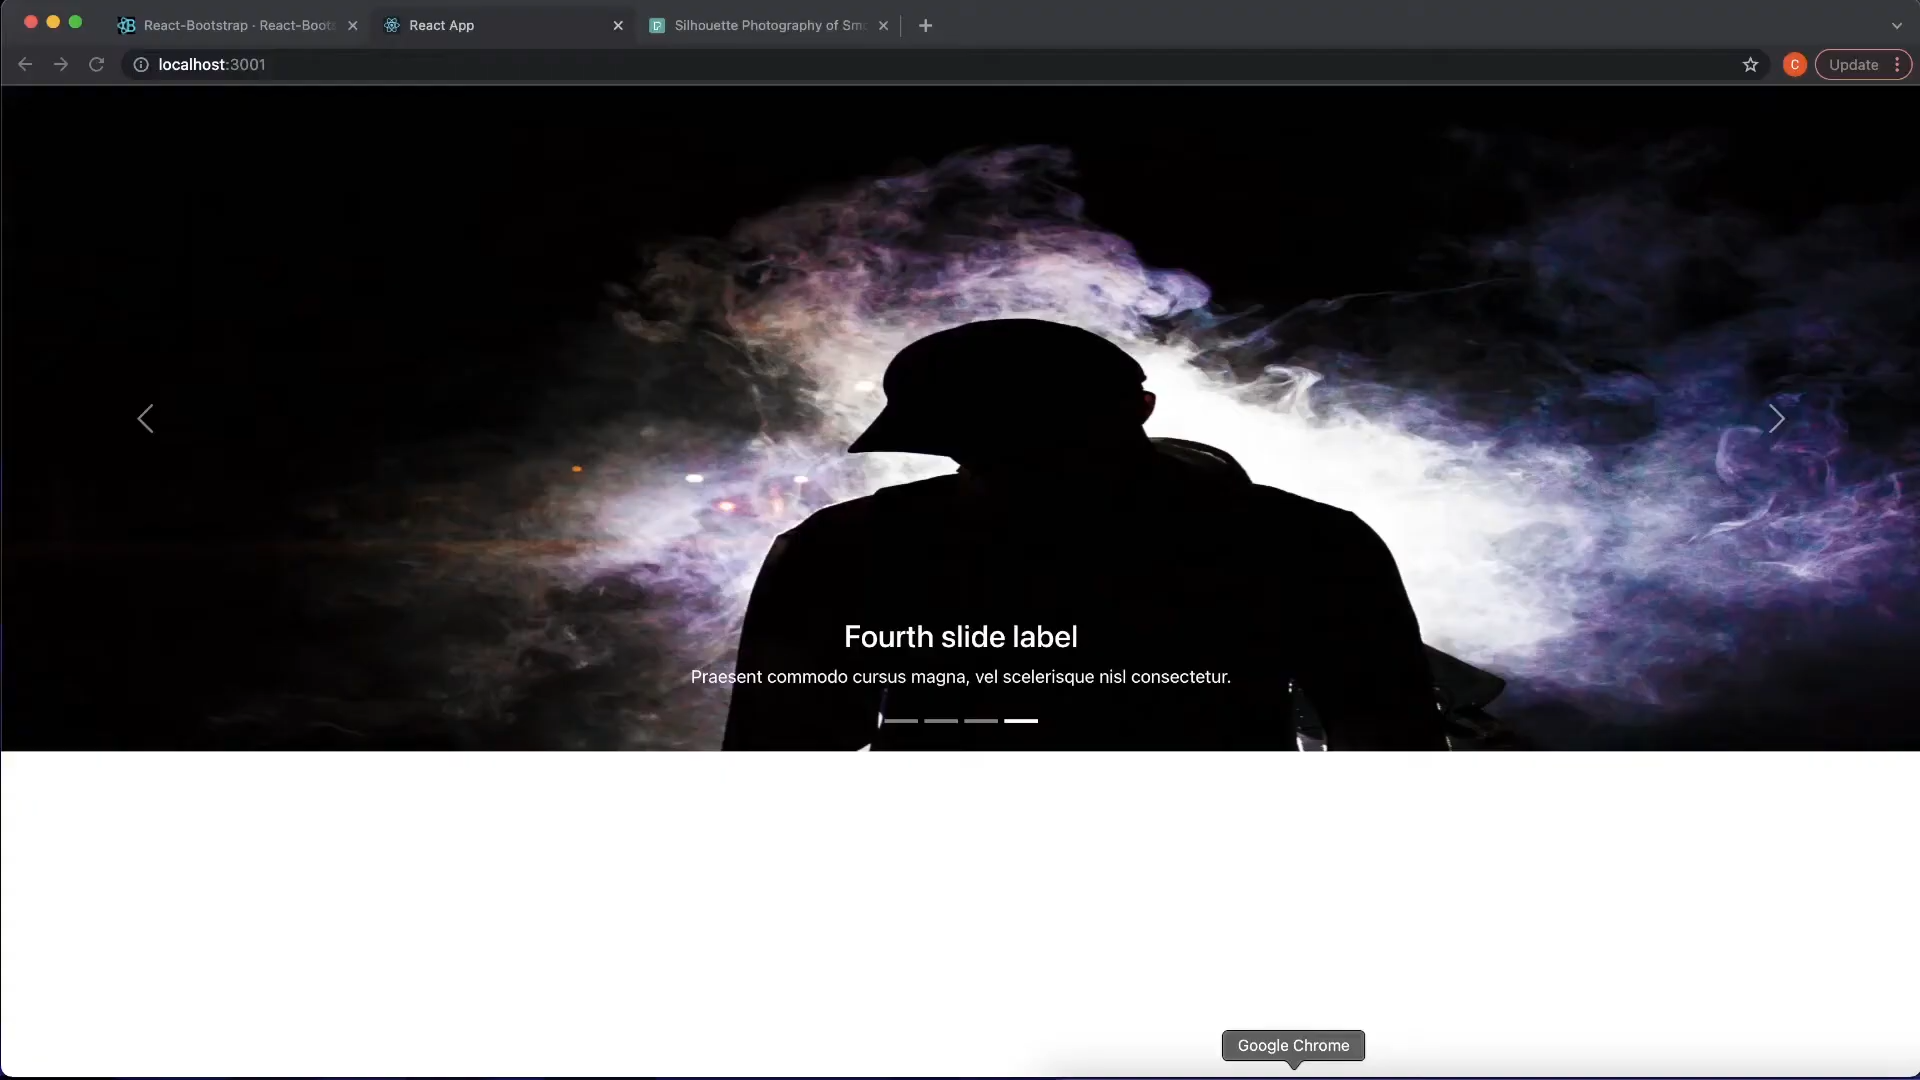 React-Bootstrap · React-Boots
React App
Silhouette Photography of Smo
localhost:3001
C
Update
Fourth slide label
Praesent commodo cursus magna, vel scelerisque nisl consectetur.
Google Chrome